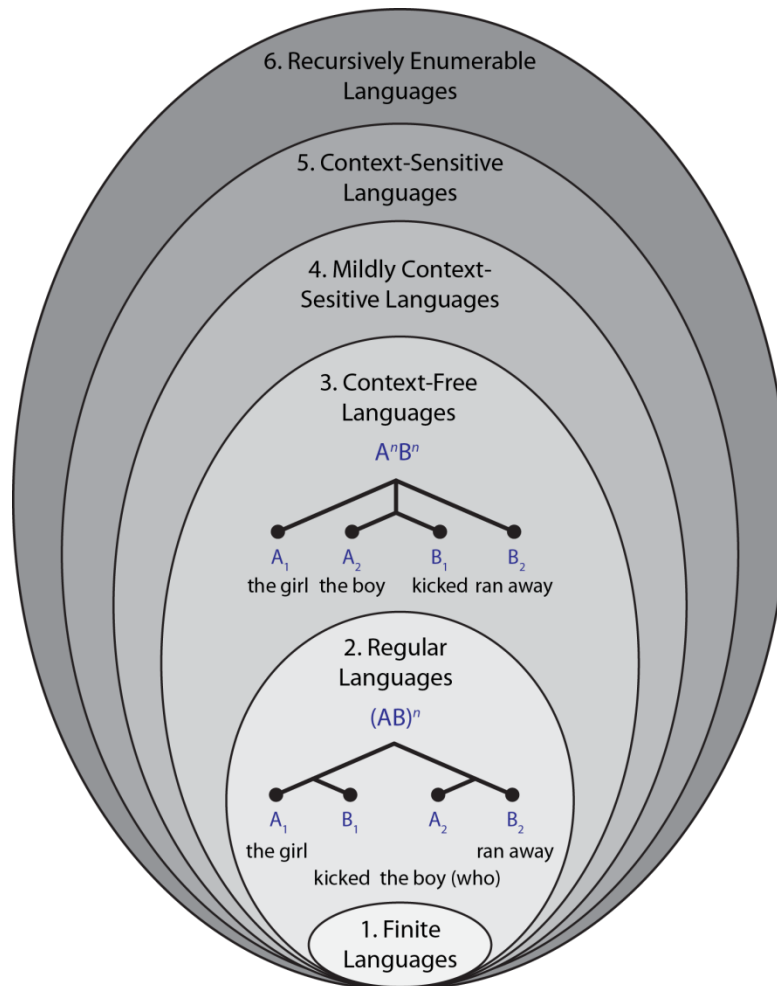 6. Recursively Enumerable
Languages
5. Context-Sensitive
Languages
4. Mildly Context-
Sesitive Languages
3. Context-Free
Languages
AⁿBⁿ
A₁ A₂ B₁ B₂
the girl the boy kicked ran away
2. Regular
Languages
(AB)ⁿ
A₁ B₁ A₂ B₂
the girl ran away
kicked the boy (who)
1. Finite
Languages